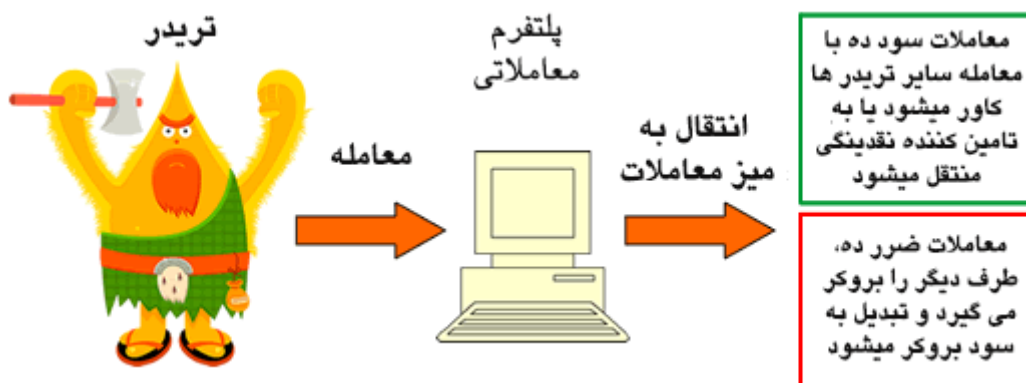 تریدر
معامله
پلتفرم
معاملاتی
انتقال به
میز معاملات
معاملات سود ده با
معامله سایر تریدر ها
کاور میشود یا به
تامین کننده نقدینگی
منتقل میشود
معاملات ضرر ده،
طرف دیگر را بروکر
می گیرد و تبدیل به
سود بروکر میشود